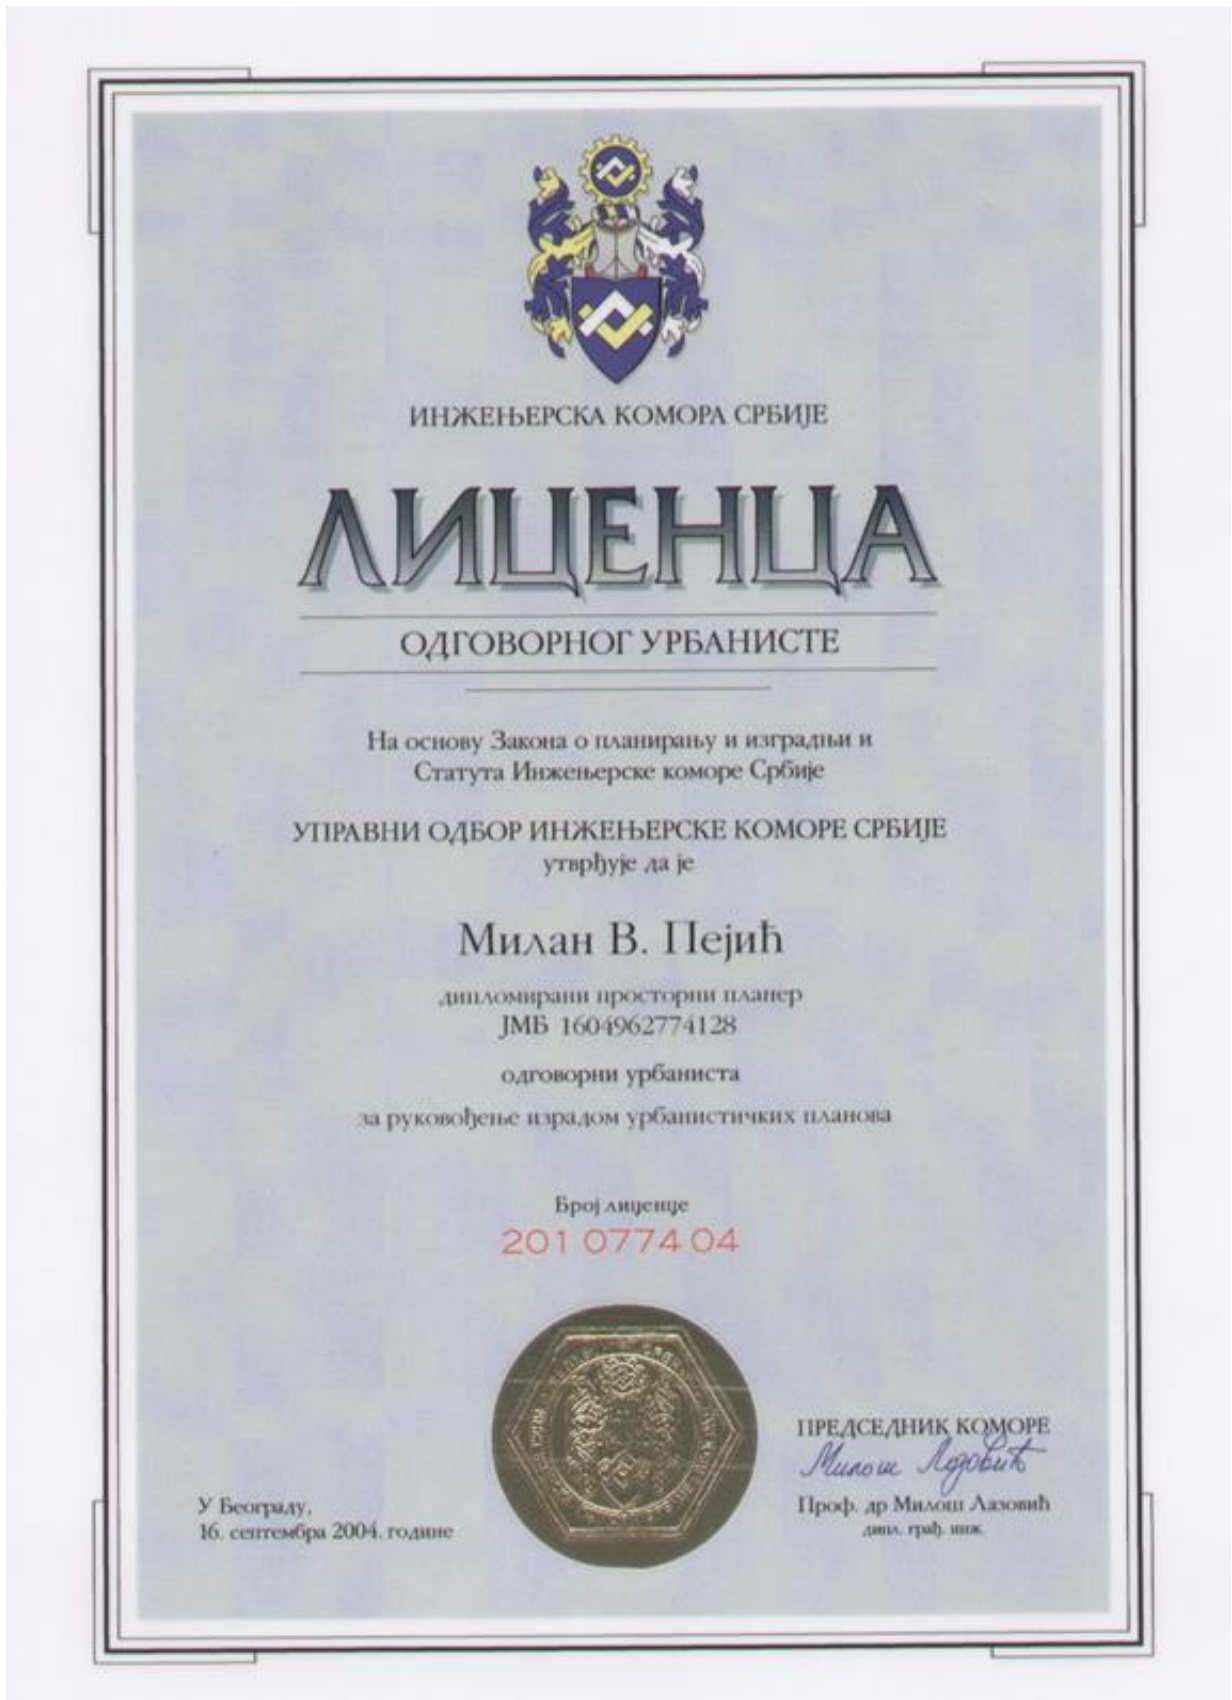 ИНЖЕЊЕРСКА КОМОРА СРБИЈЕ
ЛИЦЕНЦА
ОДГОВОРНОГ УРБАНИСТЕ
На основу Закона о планирању и изградњи и
Статута Инжењерске коморе Србије
УПРАВНИ ОДБОР ИНЖЕЊЕРСКЕ КОМОРЕ СРБИЈЕ
утврђује да је
Милан В. Пејић
дипломирани просторни планер
ЈМБ 1604962774128
одговорни урбаниста
за руковођење израдом урбанистичких планова
Број лиценце
201 0774 04
ПРЕДСЕДНИК КОМОРЕ
Милош Лазовић
Проф. др Милош Лазовић
дипл. грађ. инж.
У Београду,
16. септембра 2004. године